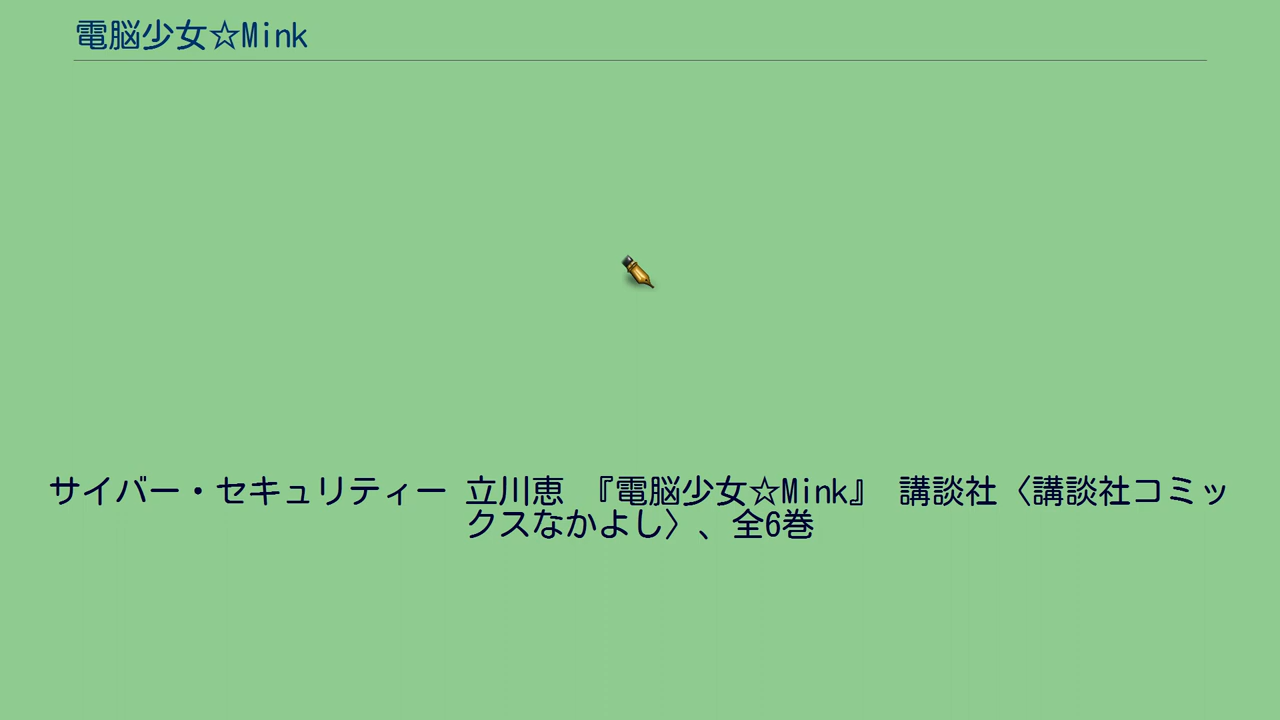 電脳少女☆Mink
サイバー・セキュリティー 立川恵 『電脳少女☆Mink』 講談社〈講談社コミッ
クスなかよし〉、全6巻